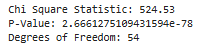 Chi Square Statistic: 524.53
P-Value: 2.6661275109431594e-78
Degrees of Freedom: 54